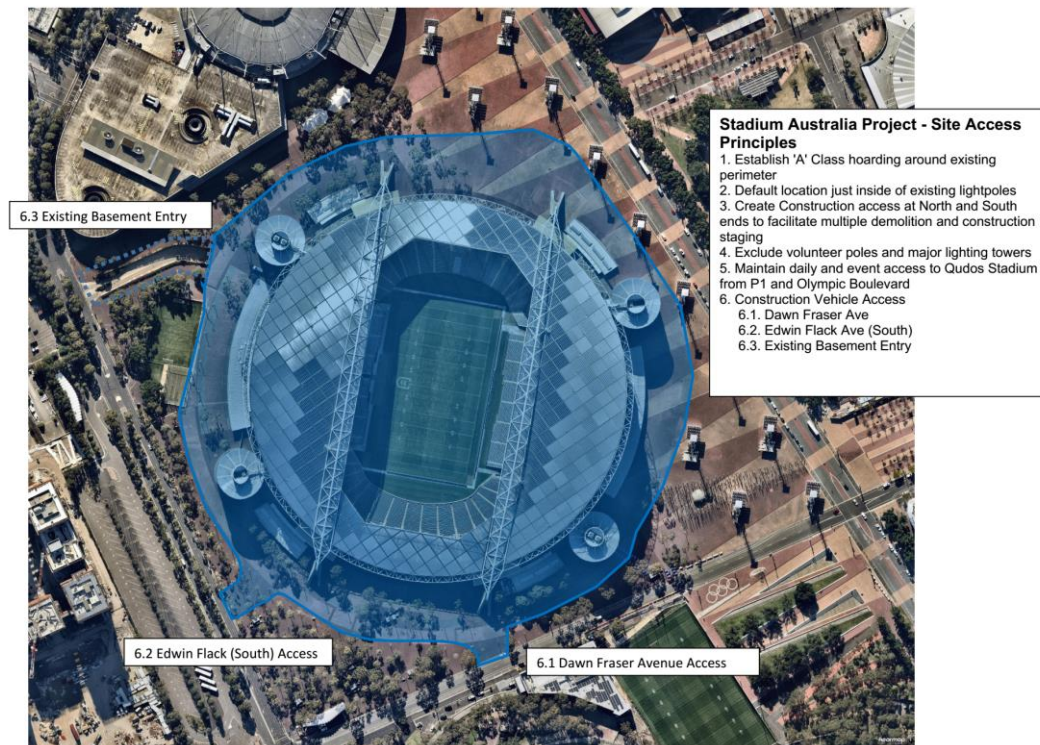 Stadium Australia Project - Site Access
Principles
1. Establish 'A' Class hoarding around existing
perimeter
2. Default location just inside of existing lightpoles
3. Create Construction access at North and South
ends to facilitate multiple demolition and construction
staging
4. Exclude volunteer poles and major lighting towers
5. Maintain daily and event access to Qudos Stadium
from P1 and Olympic Boulevard
6. Construction Vehicle Access
6.1. Dawn Fraser Ave
6.2. Edwin Flack Ave (South)
6.3. Existing Basement Entry
6.3 Existing Basement Entry
6.2 Edwin Flack (South) Access
6.1 Dawn Fraser Avenue Access
nearmap